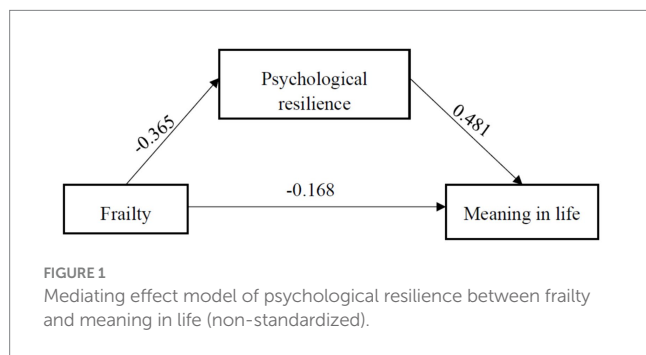 Psychological
resilience
-0.365
0.481
-0.168
Frailty
Meaning in life
FIGURE 1
Mediating effect model of psychological resilience between frailty
and meaning in life (non-standardized).